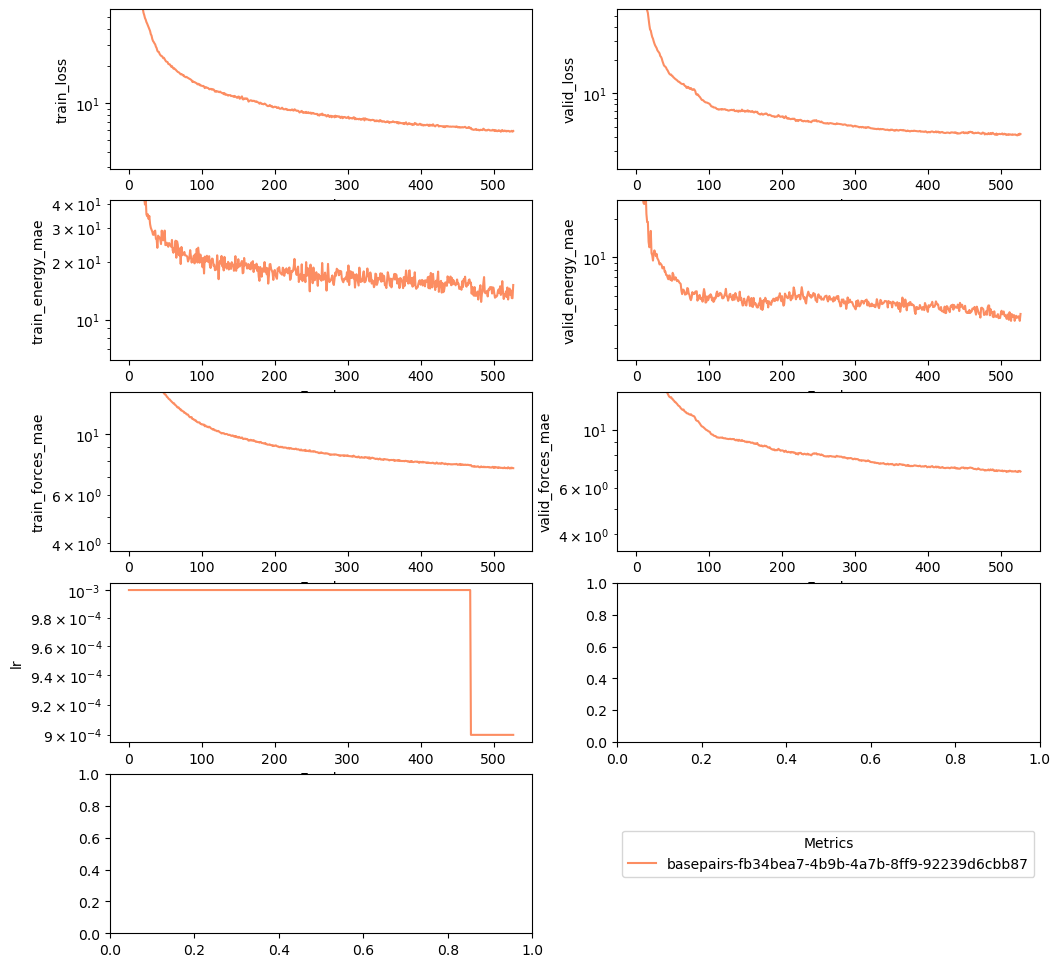 train_loss
10¹
0 100 200 300 400 500
valid_loss
10¹
0 100 200 300 400 500
train_energy_mae
4 × 10¹
3 × 10¹
2 × 10¹
10¹
0 100 200 300 400 500
valid_energy_mae
10¹
0 100 200 300 400 500
train_forces_mae
10¹
6 × 10⁰
4 × 10⁰
0 100 200 300 400 500
valid_forces_mae
10¹
6 × 10⁰
4 × 10⁰
0 100 200 300 400 500
lr
10⁻³
9.8 × 10⁻⁴
9.6 × 10⁻⁴
9.4 × 10⁻⁴
9.2 × 10⁻⁴
9 × 10⁻⁴
0 100 200 300 400 500
1.0
0.8
0.6
0.4
0.2
0.0
0.0 0.2 0.4 0.6 0.8 1.0
1.0
0.8
0.6
0.4
0.2
0.0
0.0 0.2 0.4 0.6 0.8 1.0
Metrics
basepairs-fb34bea7-4b9b-4a7b-8ff9-92239d6cbb87